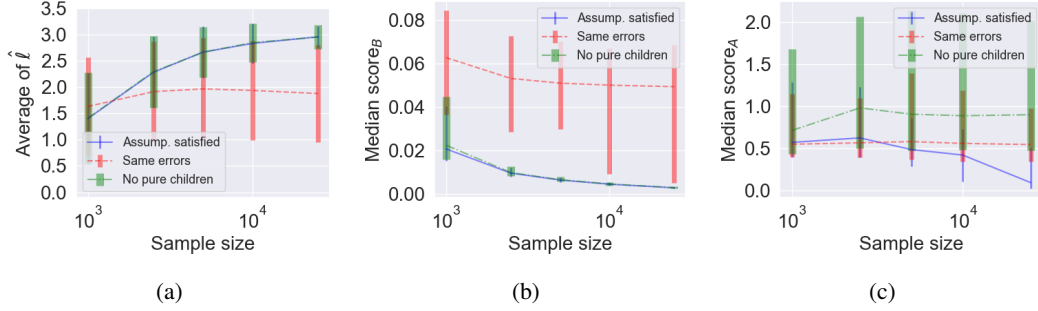 3.5
3.0
2.5
2.0
1.5
1.0
0.5
0.0
Average of ℓ̂
Assump. satisfied
Same errors
No pure children
10³ 10⁴
Sample size
(a)
0.08
0.06
0.04
0.02
0.00
Median score_B
Assump. satisfied
Same errors
No pure children
10³ 10⁴
Sample size
(b)
2.0
1.5
1.0
0.5
0.0
Median score_A
Assump. satisfied
Same errors
No pure children
10³ 10⁴
Sample size
(c)